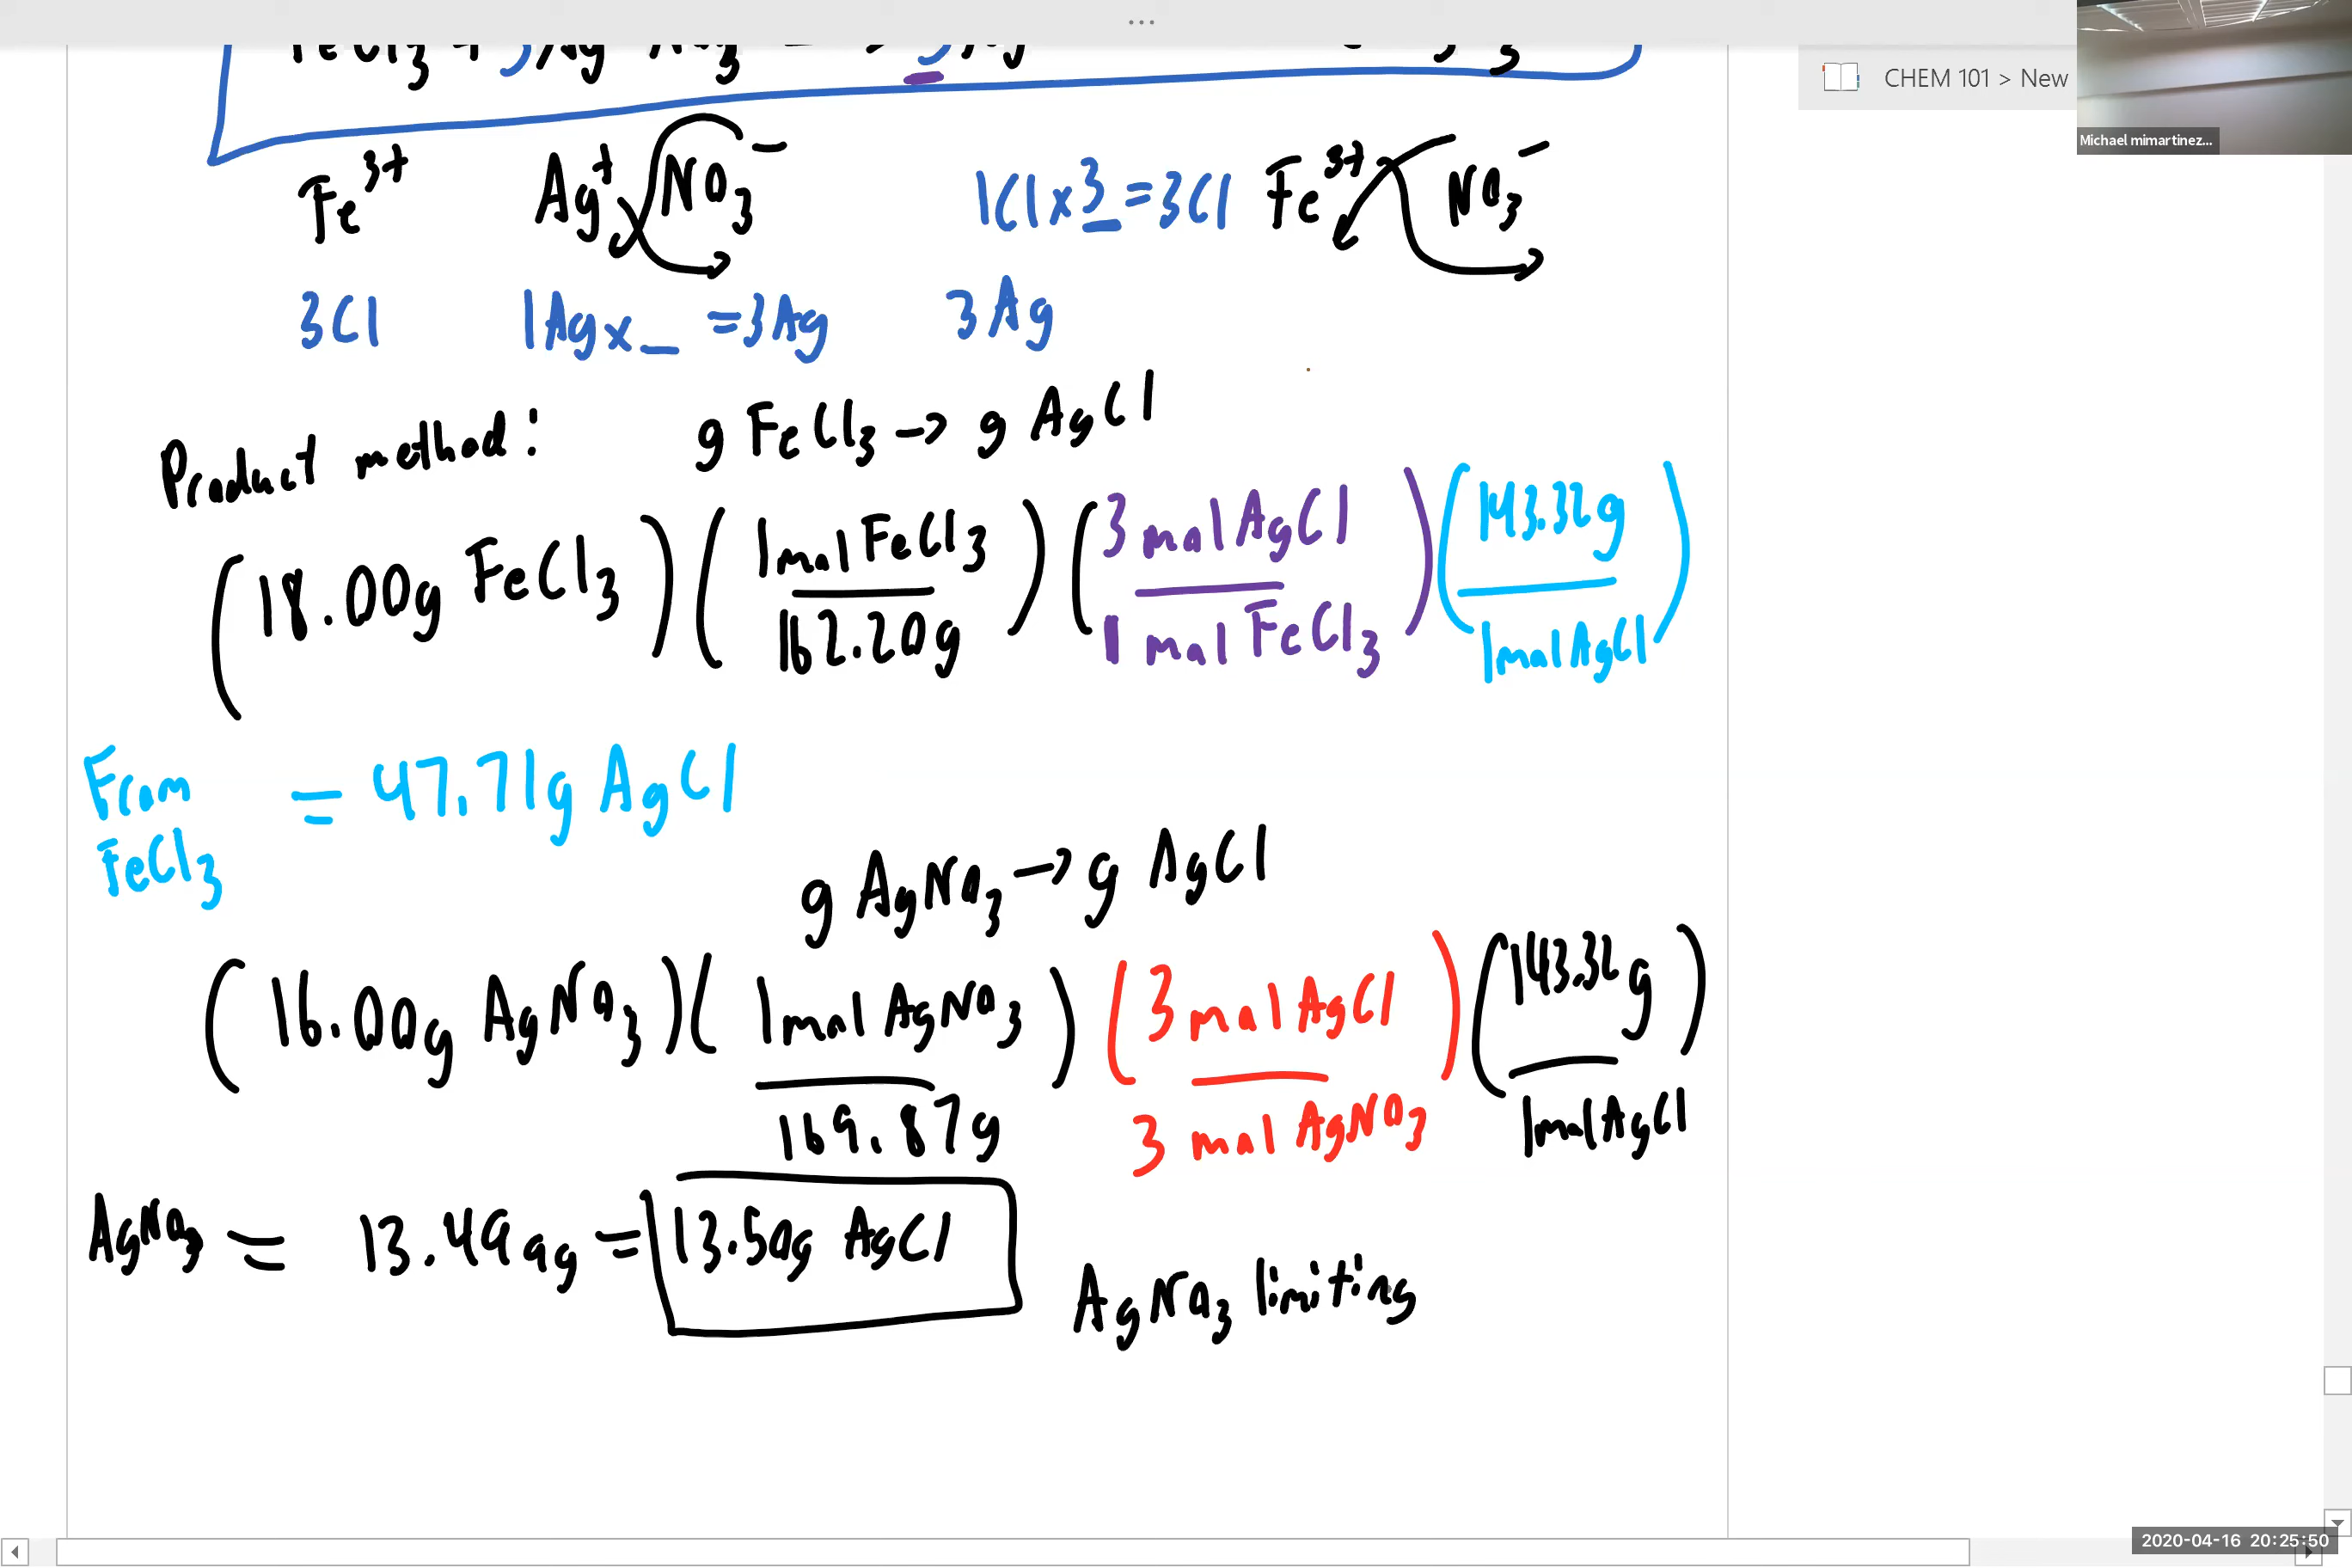 ...
CHEM 101 > New
Michael mimartinez...
FeCl₃ + 3Ag
Fe³⁺ Ag⁺ NO₃⁻ 1Cl x 3 = 3Cl Fe³⁺ NO₃⁻
3Cl 1Ag x _ = 3Ag 3Ag
Product method: g FeCl₃ → g AgCl
(18.00g FeCl₃) (1mol FeCl₃ / 162.20g) (3 mol AgCl / 1 mol FeCl₃) (143.32g / 1mol AgCl)
From FeCl₃ = 47.71g AgCl
g AgNO₃ → g AgCl
(16.00g AgNO₃) (1mol AgNO₃ / 169.87g) (3 mol AgCl / 3 mol AgNO₃) (143.32g / 1mol AgCl)
AgNO₃ = 13.499g = 13.50g AgCl
AgNO₃ limiting
2020-04-16 20:25:50